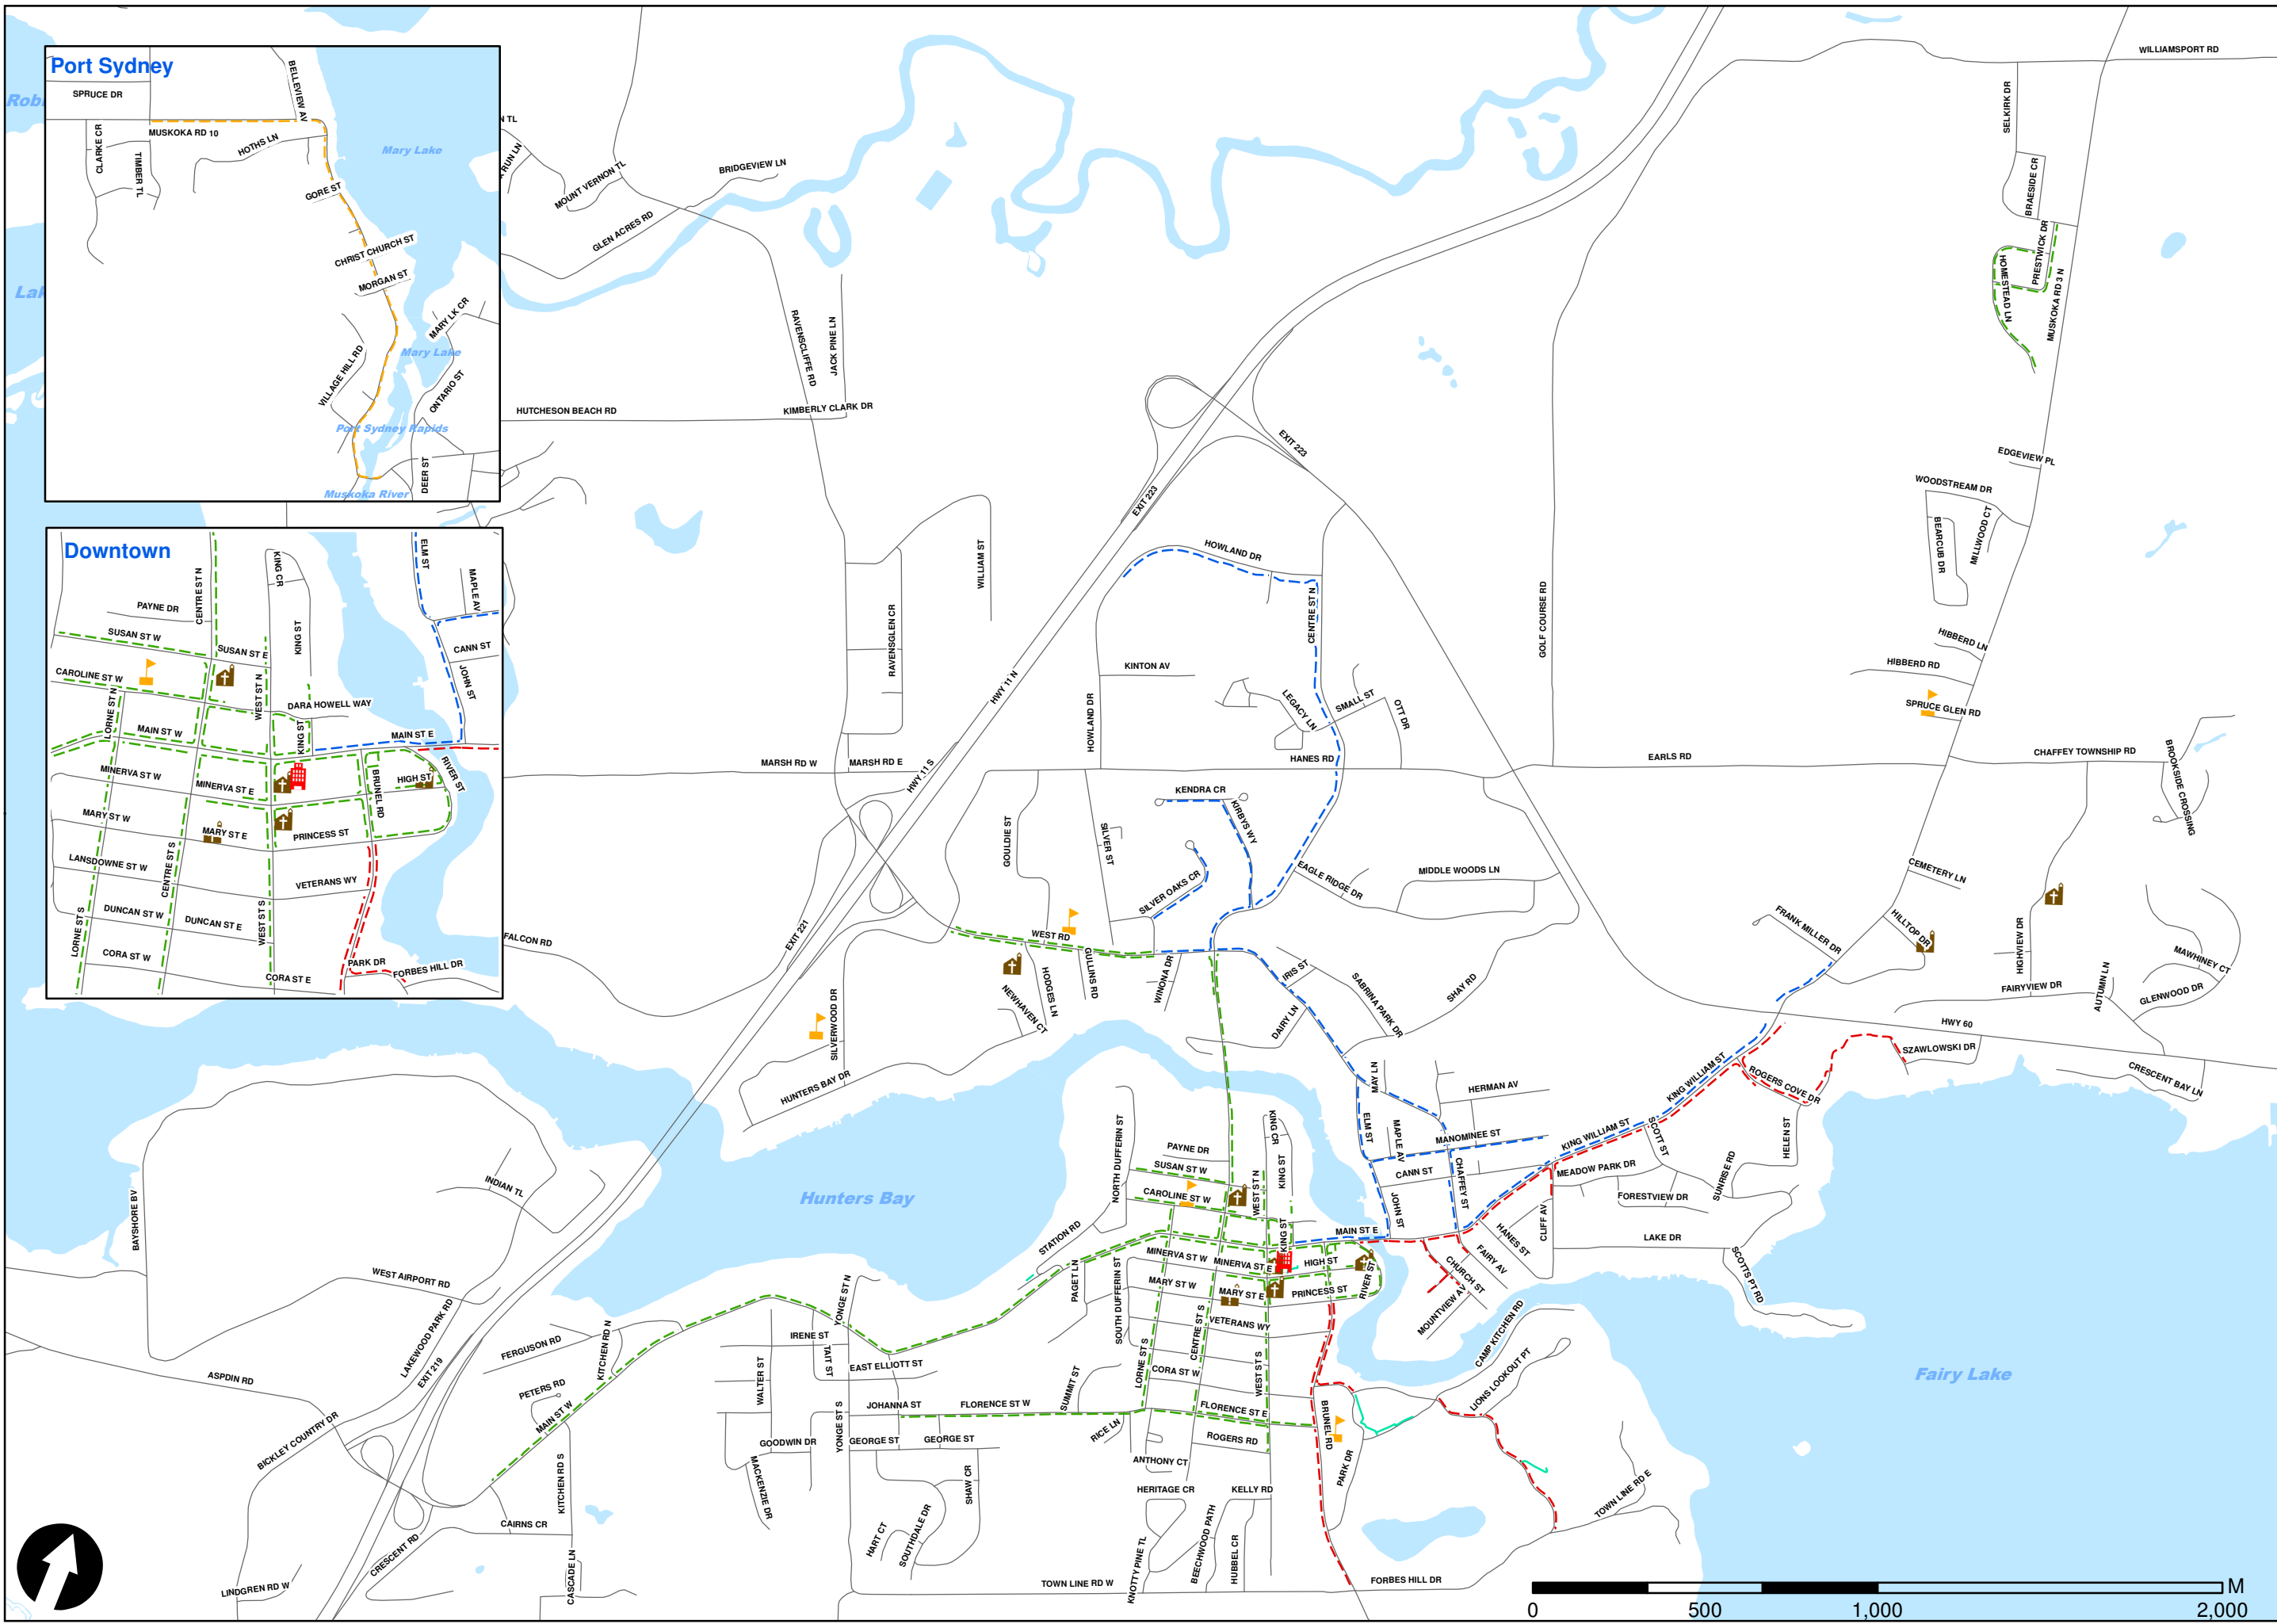 Port Sydney
SPRUCE DR
BELLEVIEW AV
MUSKOKA RD 10
CLARKE CR
TIMBER TL
HOTHS LN
Mary Lake
GORE ST
CHRIST CHURCH ST
MORGAN ST
MARY LK CR
Mary Lake
VILLAGE HILL RD
ONTARIO ST
Port Sydney Rapids
DEER ST
Muskoka River
Downtown
ELM ST
MAPLE AV
KING CR
CENTRE ST N
PAYNE DR
SUSAN ST W
KING ST
SUSAN ST E
CANN ST
JOHN ST
CAROLINE ST W
LORNE ST N
WEST ST N
DARA HOWELL WAY
MAIN ST W
KING ST
MAIN ST E
MINERVA ST W
MINERVA ST E
BRUNEL RD
HIGH ST
RIVER ST
MARY ST W
MARY ST E
PRINCESS ST
LANSDOWNE ST W
CENTRE ST S
VETERANS WY
DUNCAN ST W
DUNCAN ST E
LORNE ST S
WEST ST S
CORA ST W
CORA ST E
PARK DR
FORBES HILL DR
WILLIAMSPORT RD
SELKIRK DR
BRAESIDE CR
PRESTWICK DR
HOMESTEAD LN
MUSKOKA RD 3 N
N TL
RUN LN
MOUNT VERNON TL
BRIDGEVIEW LN
GLEN ACRES RD
RAVENSCLIFFE RD
JACK PINE LN
HUTCHESON BEACH RD
KIMBERLY CLARK DR
EXIT 223
EXIT 223
EDGEVIEW PL
WOODSTREAM DR
BEARCUB DR
MILLWOOD CT
WILLIAM ST
HOWLAND DR
RAVENSGLEN CR
CENTRE ST N
GOLF COURSE RD
HIBBERD LN
HIBBERD RD
KINTON AV
HWY 11 N
LEGACY LN
SMALL ST
OTT DR
HOWLAND DR
SPRUCE GLEN RD
MARSH RD W
MARSH RD E
HANES RD
EARLS RD
CHAFFEY TOWNSHIP RD
BROOKSIDE CROSSING
HWY 11 S
KENDRA CR
KIRBYS WY
GOULDIE ST
SILVER ST
SILVER OAKS CR
EAGLE RIDGE DR
MIDDLE WOODS LN
CEMETERY LN
FRANK MILLER DR
HILLTOP DR
HIGHVIEW DR
MAWHINEY CT
FALCON RD
EXIT 221
WEST RD
GULLINS RD
HODGES LN
NEWHAVEN CT
WINONA DR
IRIS ST
SABRINA PARK DR
SHAY RD
DAIRY LN
FAIRYVIEW DR
AUTUMN LN
GLENWOOD DR
HWY 60
SILVERWOOD DR
HUNTERS BAY DR
SZAWLOWSKI DR
CRESCENT BAY LN
ROGERS COVE DR
KING WILLIAM ST
MAY LN
HERMAN AV
ELM ST
MAPLE AV
MANOMINEE ST
KING WILLIAM ST
SCOTT ST
HELEN ST
CANN ST
CHAFFEY ST
MEADOW PARK DR
SUNRISE RD
FORESTVIEW DR
JOHN ST
HANES ST
CLIFF AV
LAKE DR
SCOTTS PT RD
FAIRY AV
CHURCH ST
CAMP KITCHEN RD
LIONS LOOKOUT PT
NORTH DUFFERIN ST
PAYNE DR
SUSAN ST W
KING CR
KING ST
WEST ST N
CAROLINE ST W
KING ST
MAIN ST E
Hunters Bay
INDIAN TL
BAYSHORE BV
STATION RD
MINERVA ST W
MINERVA ST E
HIGH ST
MARY ST W
MARY ST E
PRINCESS ST
RIVER ST
PAGET LN
SOUTH DUFFERIN ST
CENTRE ST S
VETERANS WY
WEST AIRPORT RD
LAKEWOOD PARK RD
YONGE ST N
FERGUSON RD
KITCHEN RD N
IRENE ST
TAIT ST
EAST ELLIOTT ST
WALTER ST
LORNE ST S
CORA ST W
WEST ST S
Fairy Lake
ASPDIN RD
EXIT 219
PETERS RD
MAIN ST W
SUMMIT ST
JOHANNA ST
FLORENCE ST W
FLORENCE ST E
BRUNEL RD
BICKLEY COUNTRY DR
GOODWIN DR
YONGE ST S
GEORGE ST
GEORGE ST
RICE LN
ROGERS RD
PARK DR
ANTHONY CT
MACKENZIE DR
KITCHEN RD S
SHAW CR
HERITAGE CR
KELLY RD
TOWN LINE RD E
CAIRNS CR
HART CT
SOUTHDALE DR
KNOTTY PINE TL
BEECHWOOD PATH
HUBBEL CR
CRESCENT RD
CASCADE LN
LINDGREN RD W
TOWN LINE RD W
FORBES HILL DR
M
0 500 1,000 2,000